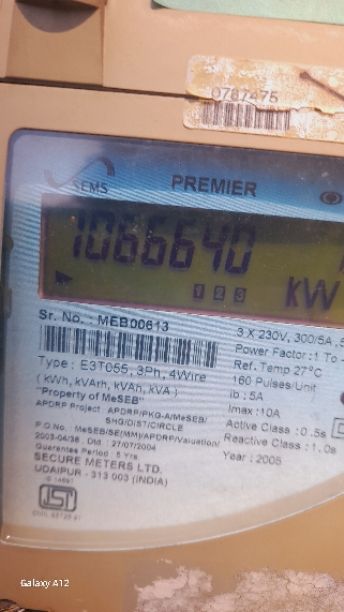 0787475
SEMS
PREMIER
1066640
1 2 3 kW
Sr. No. : MEB00613
3 X 230V, 300/5A
Power Factor : 1 To -
Ref. Temp 27°C
Type : E3T055, 3Ph, 4Wire
160 Pulses/Unit
( kWh, kVArh, kVAh, kVA )
Ib : 5A
"Property of MeSEB"
Imax : 10A
APDRP Project APDRP/PKG-A/MeSEB/
Active Class : 0.5s
SHG/DIST/CIRCLE
Reactive Class : 1.0s
P.O No. : MeSEB/SE/MM/APDRP/Valuation/
2003-04/38 Dtd : 27/07/2004
Year : 2005
Guarantee Period : 5 Yrs.
SECURE METERS LTD.
UDAIPUR - 313 003 (INDIA)
Galaxy A12